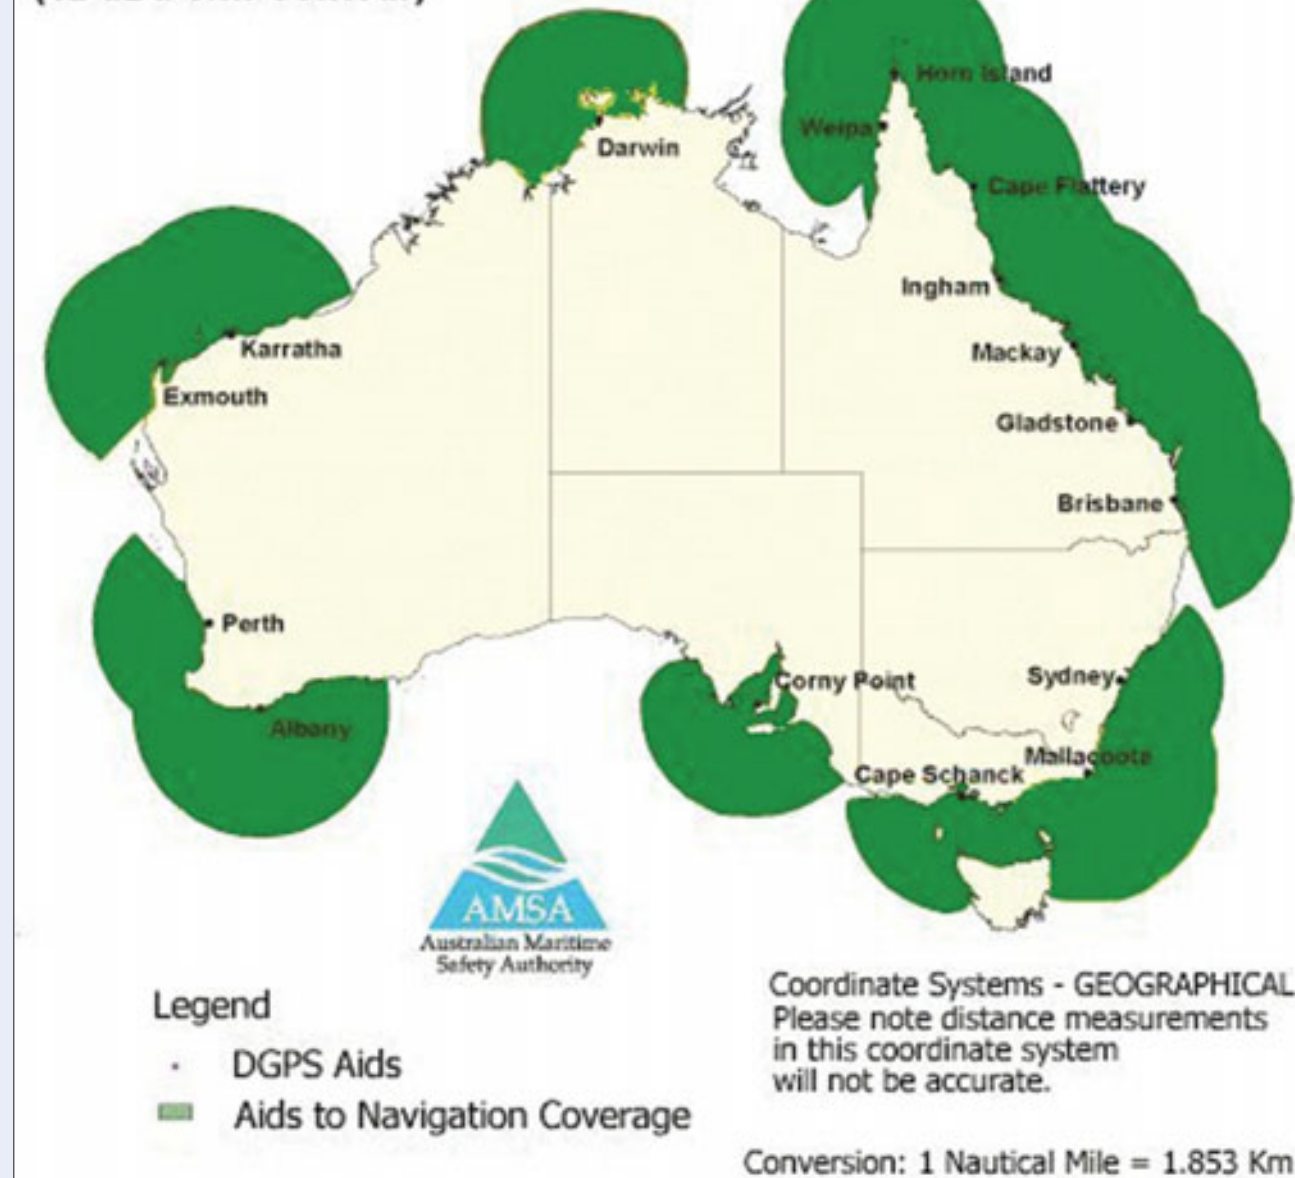 Horn Island
Weipa
Darwin
Cape Flattery
Ingham
Karratha
Mackay
Exmouth
Gladstone
Brisbane
Perth
Corny Point
Sydney
Albany
Mallacoota
Cape Schanck
AMSA
Australian Maritime
Safety Authority
Legend
DGPS Aids
Aids to Navigation Coverage
Coordinate Systems - GEOGRAPHICAL
Please note distance measurements
in this coordinate system
will not be accurate.
Conversion: 1 Nautical Mile = 1.853 Km